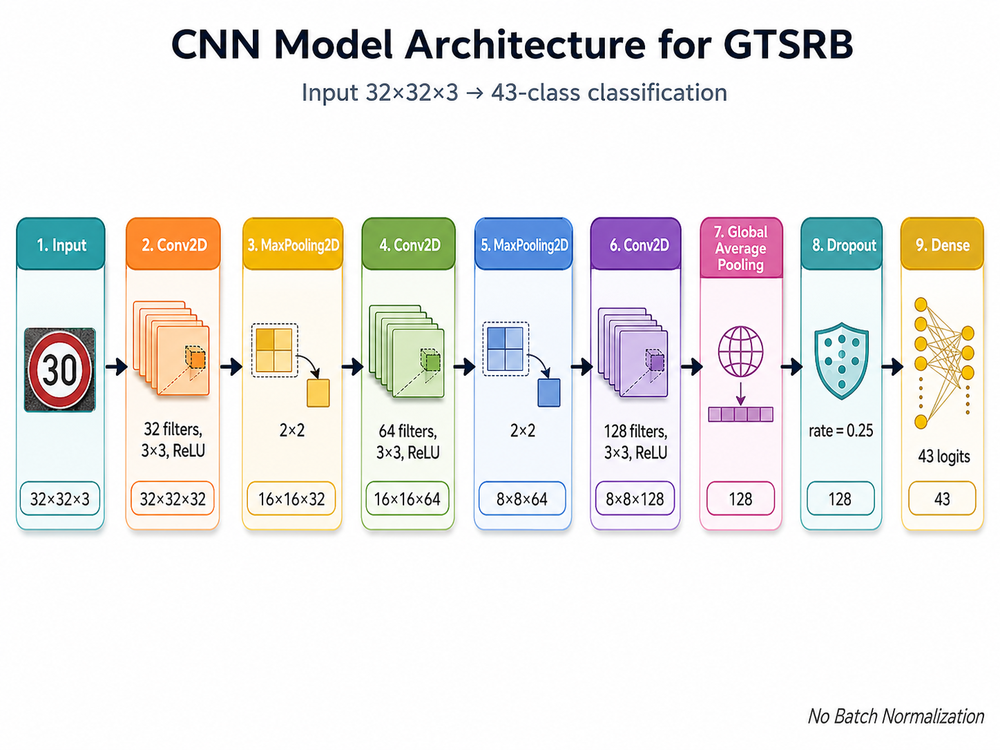 CNN Model Architecture for GTSRB
Input 32×32×3 → 43-class classification
1. Input
30
32×32×3
2. Conv2D
32 filters,
3×3, ReLU
32×32×32
3. MaxPooling2D
2×2
16×16×32
4. Conv2D
64 filters,
3×3, ReLU
16×16×64
5. MaxPooling2D
2×2
8×8×64
6. Conv2D
128 filters,
3×3, ReLU
8×8×128
7. Global
Average
Pooling
128
8. Dropout
rate = 0.25
128
9. Dense
43 logits
43
No Batch Normalization